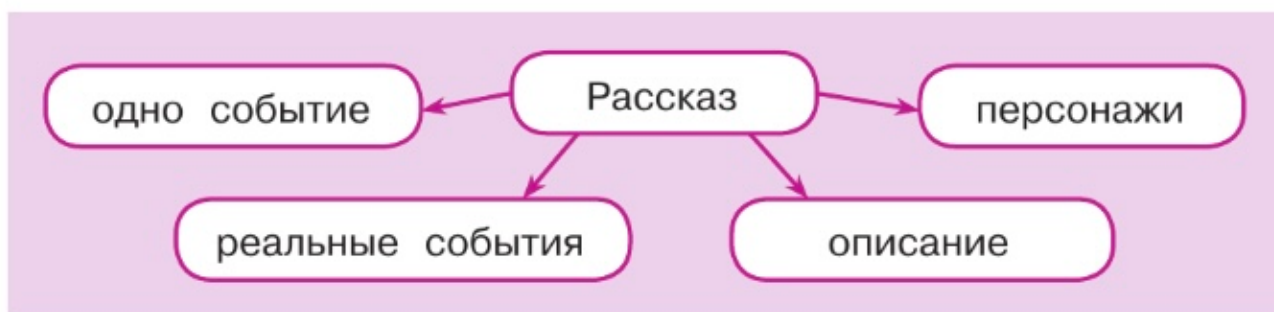 Рассказ
одно событие
персонажи
реальные события
описание